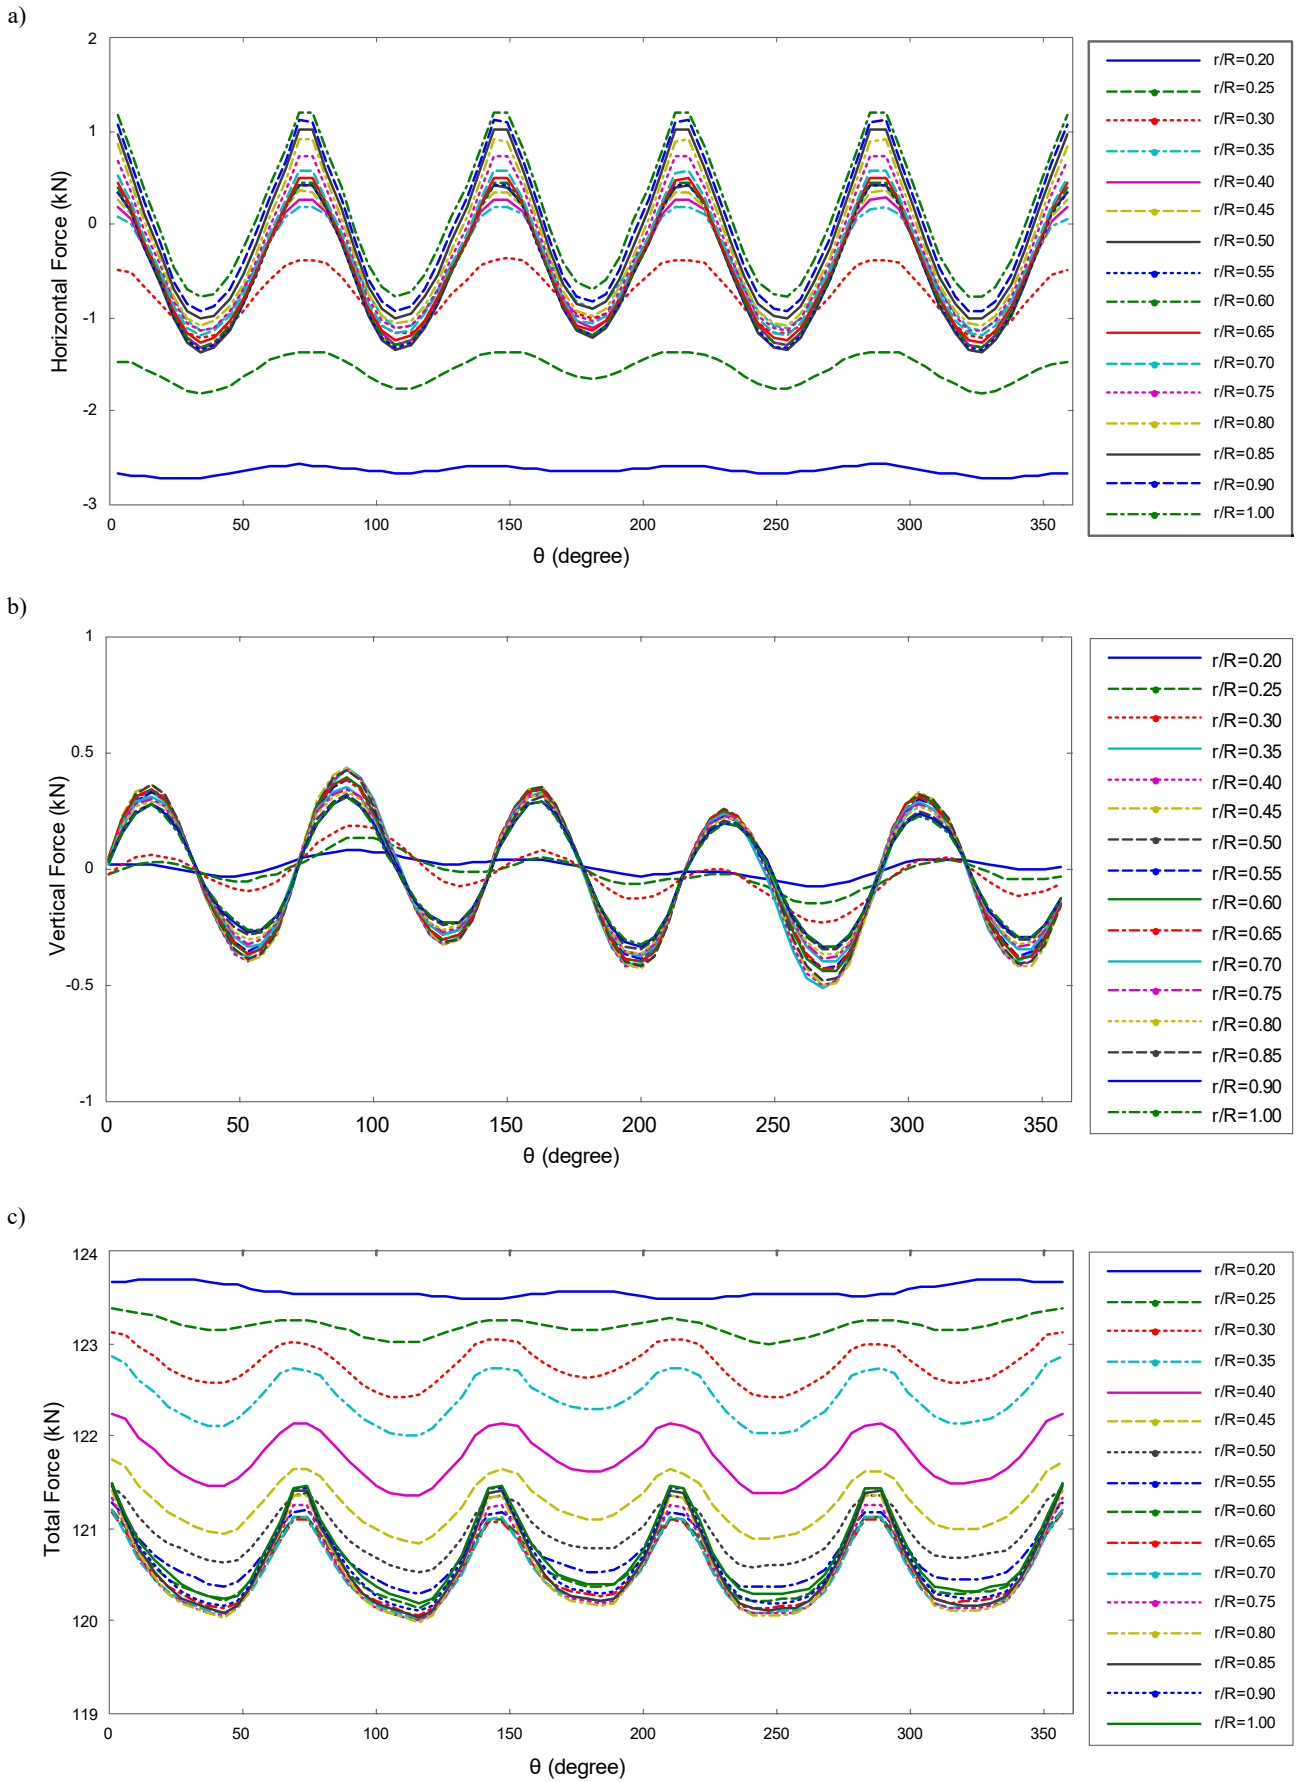 a)
2
1
0
-1
-2
-3
Horizontal Force (kN)
0 50 100 150 200 250 300 350
θ (degree)
r/R=0.20
r/R=0.25
r/R=0.30
r/R=0.35
r/R=0.40
r/R=0.45
r/R=0.50
r/R=0.55
r/R=0.60
r/R=0.65
r/R=0.70
r/R=0.75
r/R=0.80
r/R=0.85
r/R=0.90
r/R=1.00
b)
1
0.5
0
-0.5
-1
Vertical Force (kN)
0 50 100 150 200 250 300 350
θ (degree)
r/R=0.20
r/R=0.25
r/R=0.30
r/R=0.35
r/R=0.40
r/R=0.45
r/R=0.50
r/R=0.55
r/R=0.60
r/R=0.65
r/R=0.70
r/R=0.75
r/R=0.80
r/R=0.85
r/R=0.90
r/R=1.00
c)
124
123
122
121
120
119
Total Force (kN)
0 50 100 150 200 250 300 350
θ (degree)
r/R=0.20
r/R=0.25
r/R=0.30
r/R=0.35
r/R=0.40
r/R=0.45
r/R=0.50
r/R=0.55
r/R=0.60
r/R=0.65
r/R=0.70
r/R=0.75
r/R=0.80
r/R=0.85
r/R=0.90
r/R=1.00